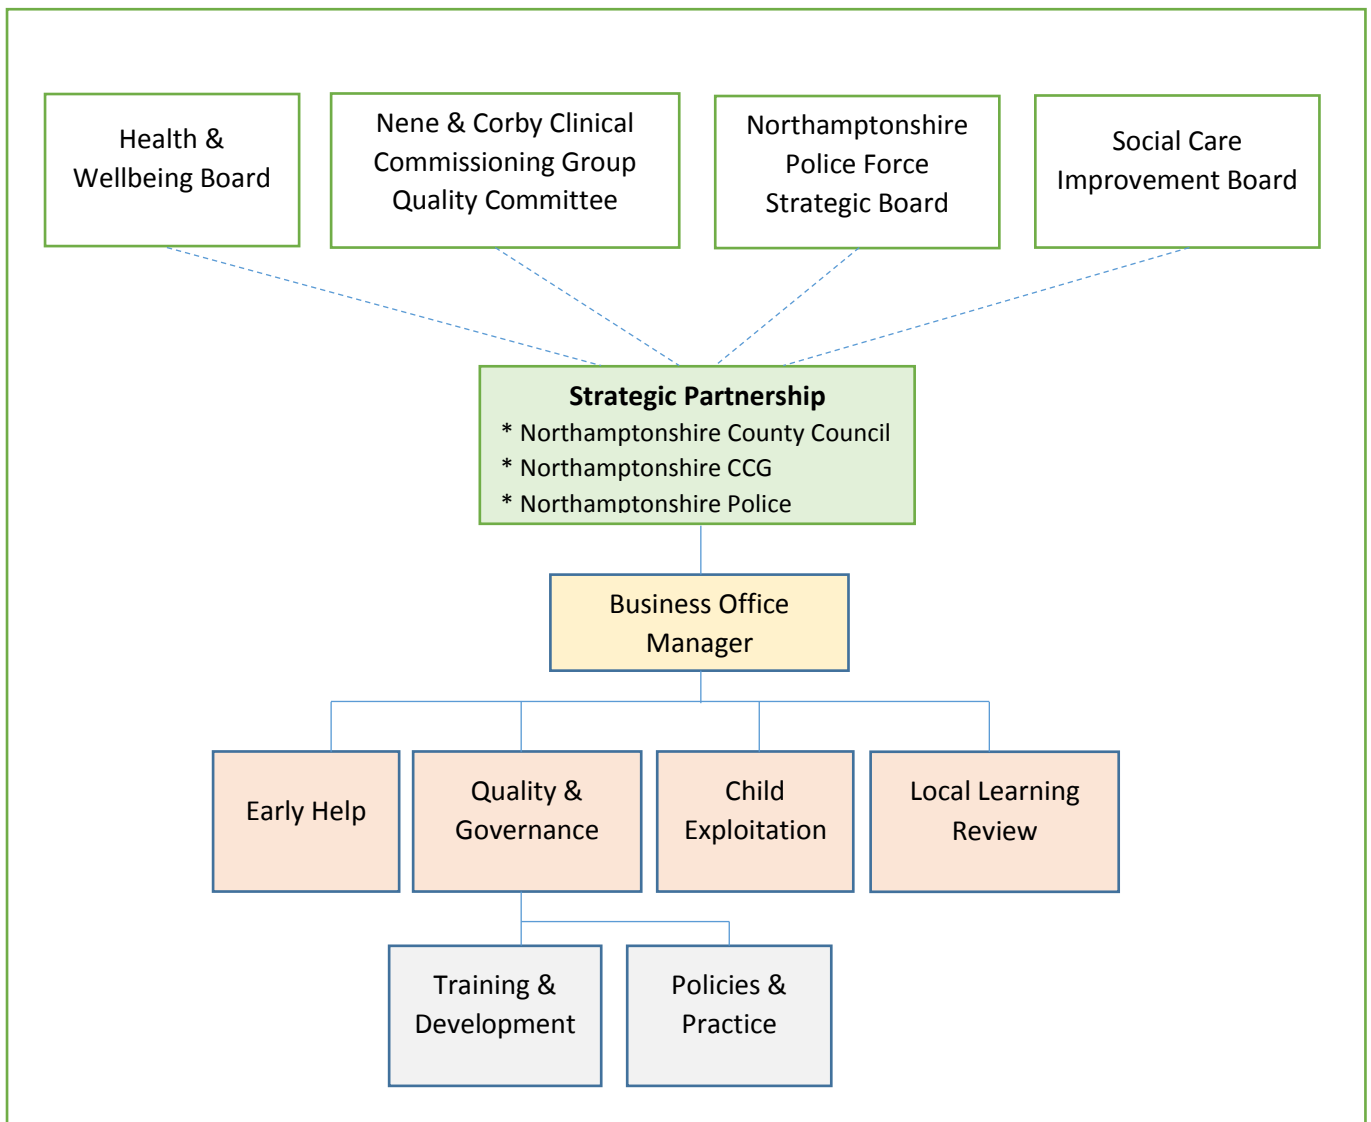 Health &
Wellbeing Board
Nene & Corby Clinical
Commissioning Group
Quality Committee
Northamptonshire
Police Force
Strategic Board
Social Care
Improvement Board
Strategic Partnership
* Northamptonshire County Council
* Northamptonshire CCG
* Northamptonshire Police
Business Office
Manager
Early Help
Quality &
Governance
Child
Exploitation
Local Learning
Review
Training &
Development
Policies &
Practice